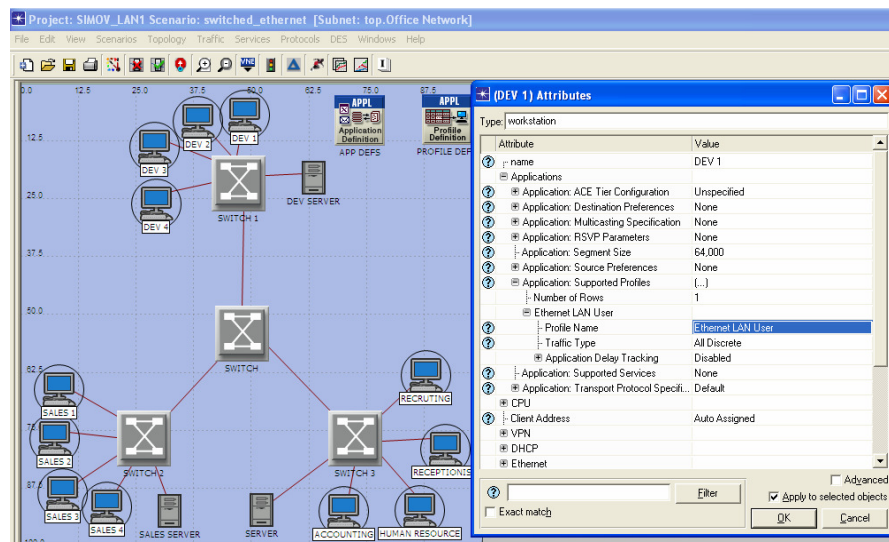 Project: SIMOV_LAN1 Scenario: switched_ethernet [Subnet: top.Office Network]
File Edit View Scenarios Topology Traffic Services Protocols DES Windows Help
0.0 12.5 25.0 37.5 50.0 62.5 75.0 87.5
12.5
25.0
37.5
50.0
62.5
75.0
87.5
DEV 1
DEV 2
DEV 3
DEV 4
SWITCH 1
DEV SERVER
APPL
Application
Definition
APP DEFS
APPL
Profile
Definition
PROFILE DEF
SWITCH
SALES 1
SALES 2
SALES 3
SALES 4
SWITCH 2
SALES SERVER
SWITCH 3
SERVER
RECRUTING
RECEPTIONIS
ACCOUNTING
HUMAN RESOURCE
(DEV 1) Attributes
Type: workstation
Attribute Value
name DEV 1
Applications
Application: ACE Tier Configuration Unspecified
Application: Destination Preferences None
Application: Multicasting Specification None
Application: RSVP Parameters None
Application: Segment Size 64,000
Application: Source Preferences None
Application: Supported Profiles (...)
Number of Rows 1
Ethernet LAN User
Profile Name Ethernet LAN User
Traffic Type All Discrete
Application Delay Tracking Disabled
Application: Supported Services None
Application: Transport Protocol Specifi... Default
CPU
Client Address Auto Assigned
VPN
DHCP
Ethernet
Advanced
Filter
Apply to selected objects
Exact match
OK Cancel